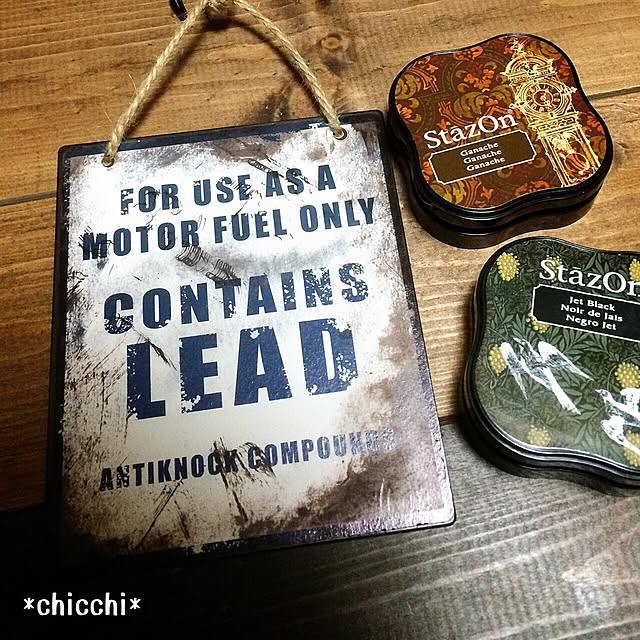 FOR USE AS A
MOTOR FUEL ONLY
CONTAINS
LEAD
ANTIKNOCK COMPOUNDS
StazOn
Ganache
Ganache
Ganache
StazOn
Jet Black
Noir de Jais
Negro Jet
*chicchi*